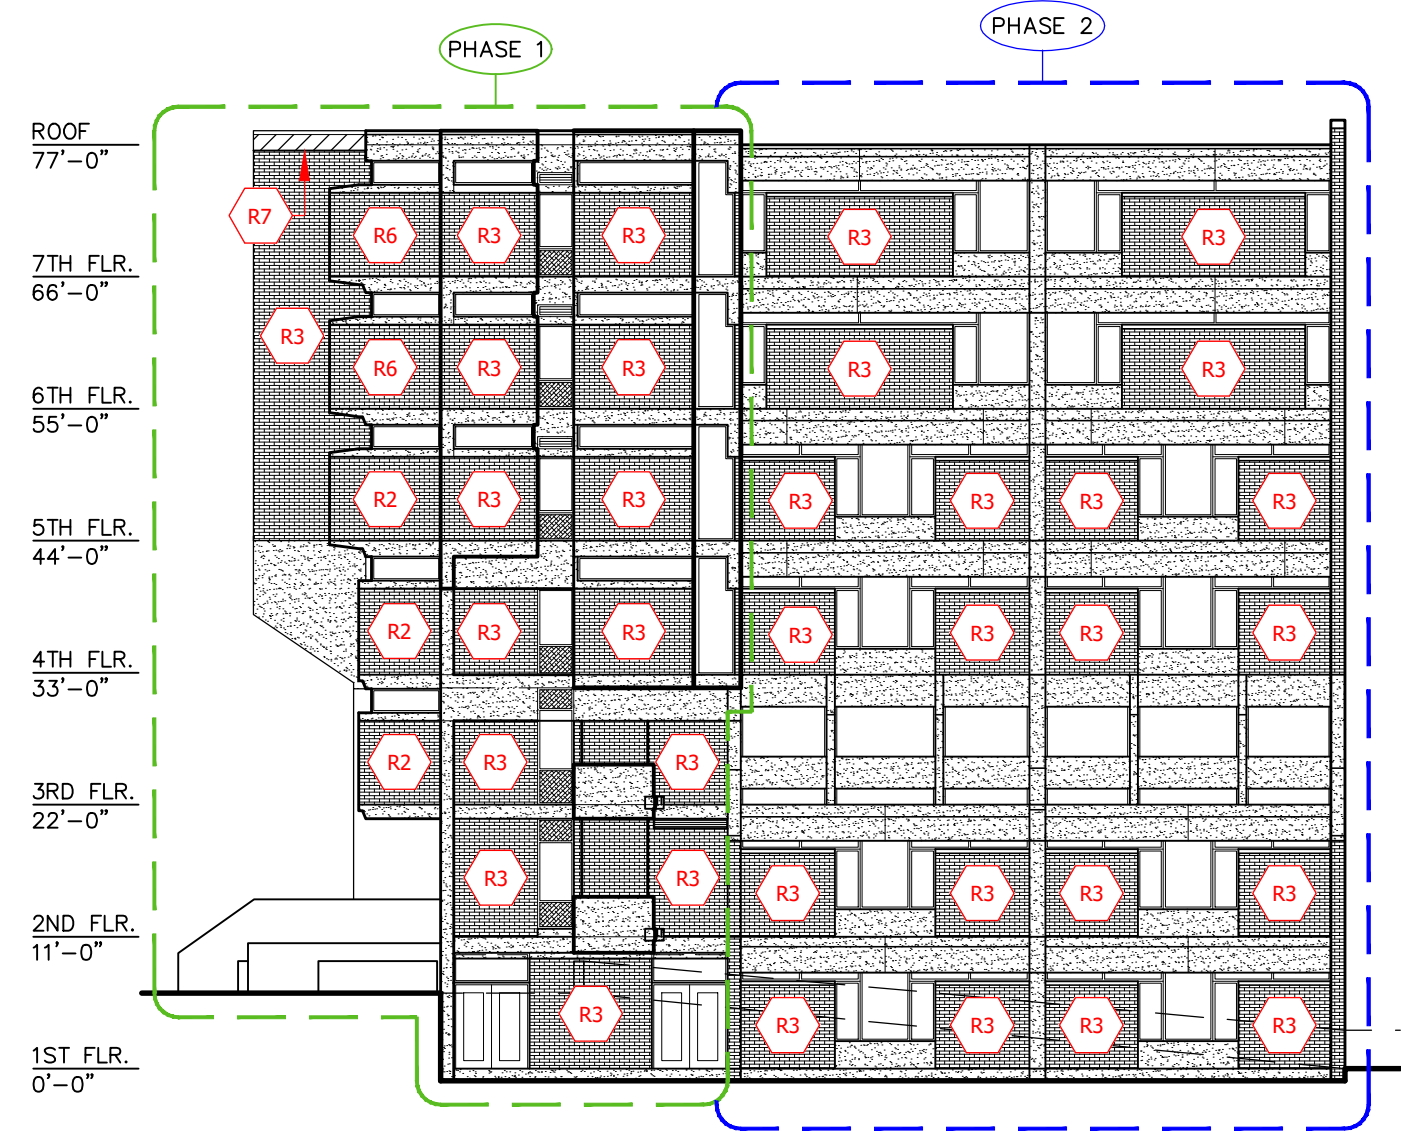 PHASE 1
PHASE 2
ROOF
77'-0"
R7
R6 R3 R3 R3 R3
7TH FLR.
66'-0"
R3
R6 R3 R3 R3 R3
6TH FLR.
55'-0"
R2 R3 R3 R3 R3 R3 R3
5TH FLR.
44'-0"
R2 R3 R3 R3 R3 R3 R3
4TH FLR.
33'-0"
R2 R3 R3
3RD FLR.
22'-0"
R3 R3 R3 R3 R3 R3
2ND FLR.
11'-0"
R3 R3 R3 R3 R3
1ST FLR.
0'-0"